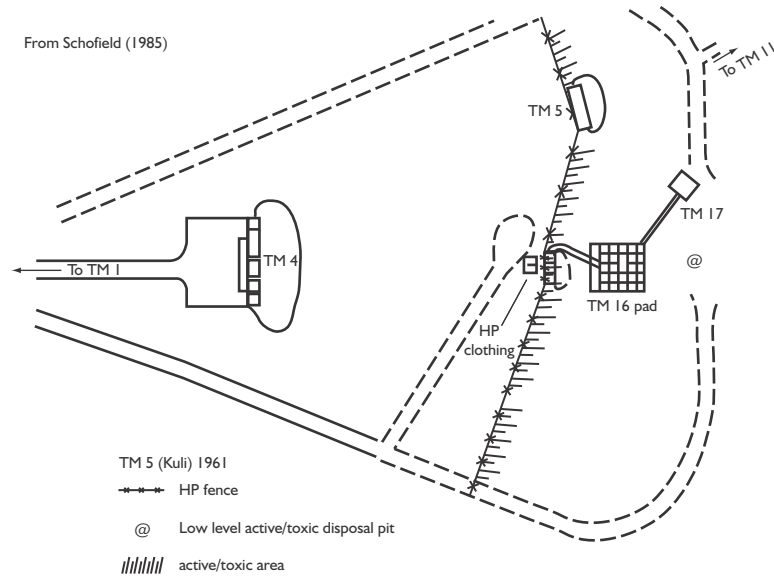 From Schofield (1985)
To TM 11
TM 5
TM 17
TM 4
To TM 1
@
TM 16 pad
HP
clothing
TM 5 (Kuli) 1961
HP fence
@ Low level active/toxic disposal pit
active/toxic area